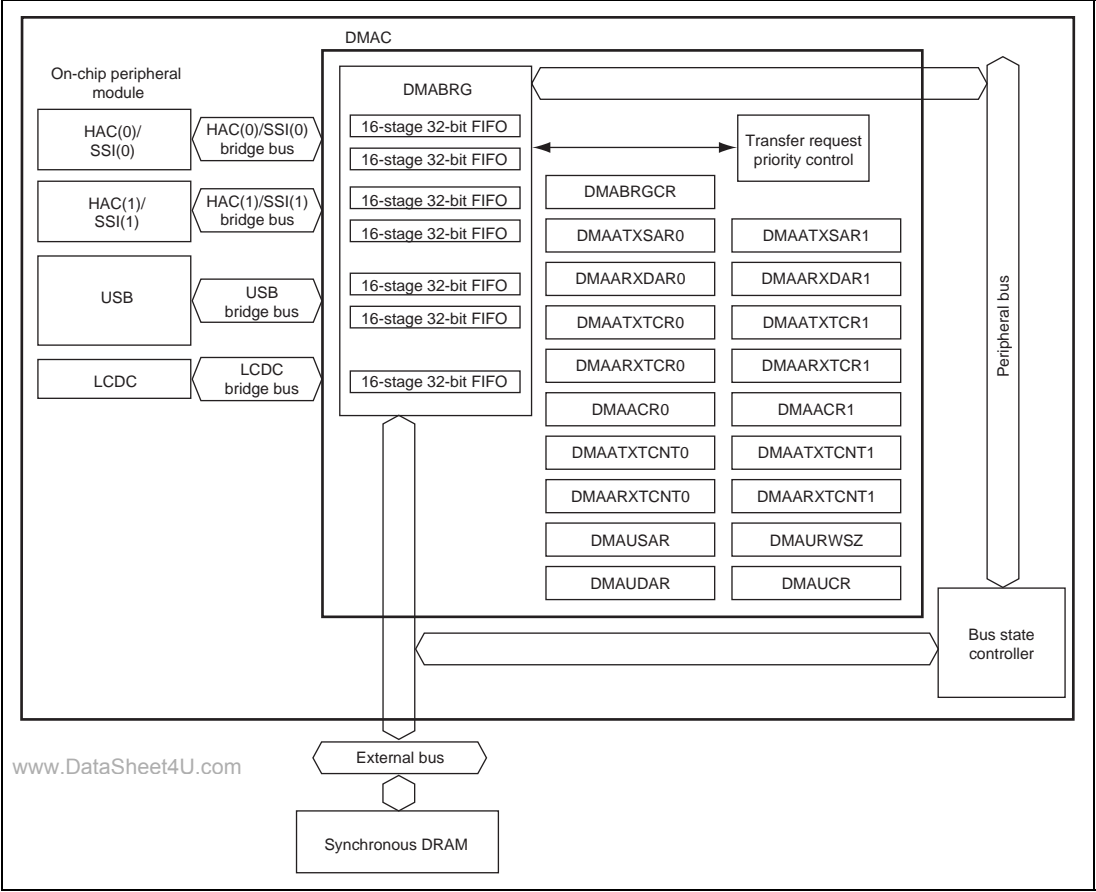 DMAC
On-chip peripheral
module
HAC(0)/
SSI(0)
HAC(0)/SSI(0)
bridge bus
HAC(1)/
SSI(1)
HAC(1)/SSI(1)
bridge bus
USB
USB
bridge bus
LCDC
LCDC
bridge bus
DMABRG
16-stage 32-bit FIFO
16-stage 32-bit FIFO
16-stage 32-bit FIFO
16-stage 32-bit FIFO
16-stage 32-bit FIFO
16-stage 32-bit FIFO
16-stage 32-bit FIFO
Transfer request
priority control
DMABRGCR
DMAATXSAR0
DMAATXSAR1
DMAARXDAR0
DMAARXDAR1
DMAATXTCR0
DMAATXTCR1
DMAARXTCR0
DMAARXTCR1
DMAACR0
DMAACR1
DMAATXTCNT0
DMAATXTCNT1
DMAARXTCNT0
DMAARXTCNT1
DMAUSAR
DMAURWSZ
DMAUDAR
DMAUCR
Peripheral bus
Bus state
controller
External bus
www.DataSheet4U.com
Synchronous DRAM